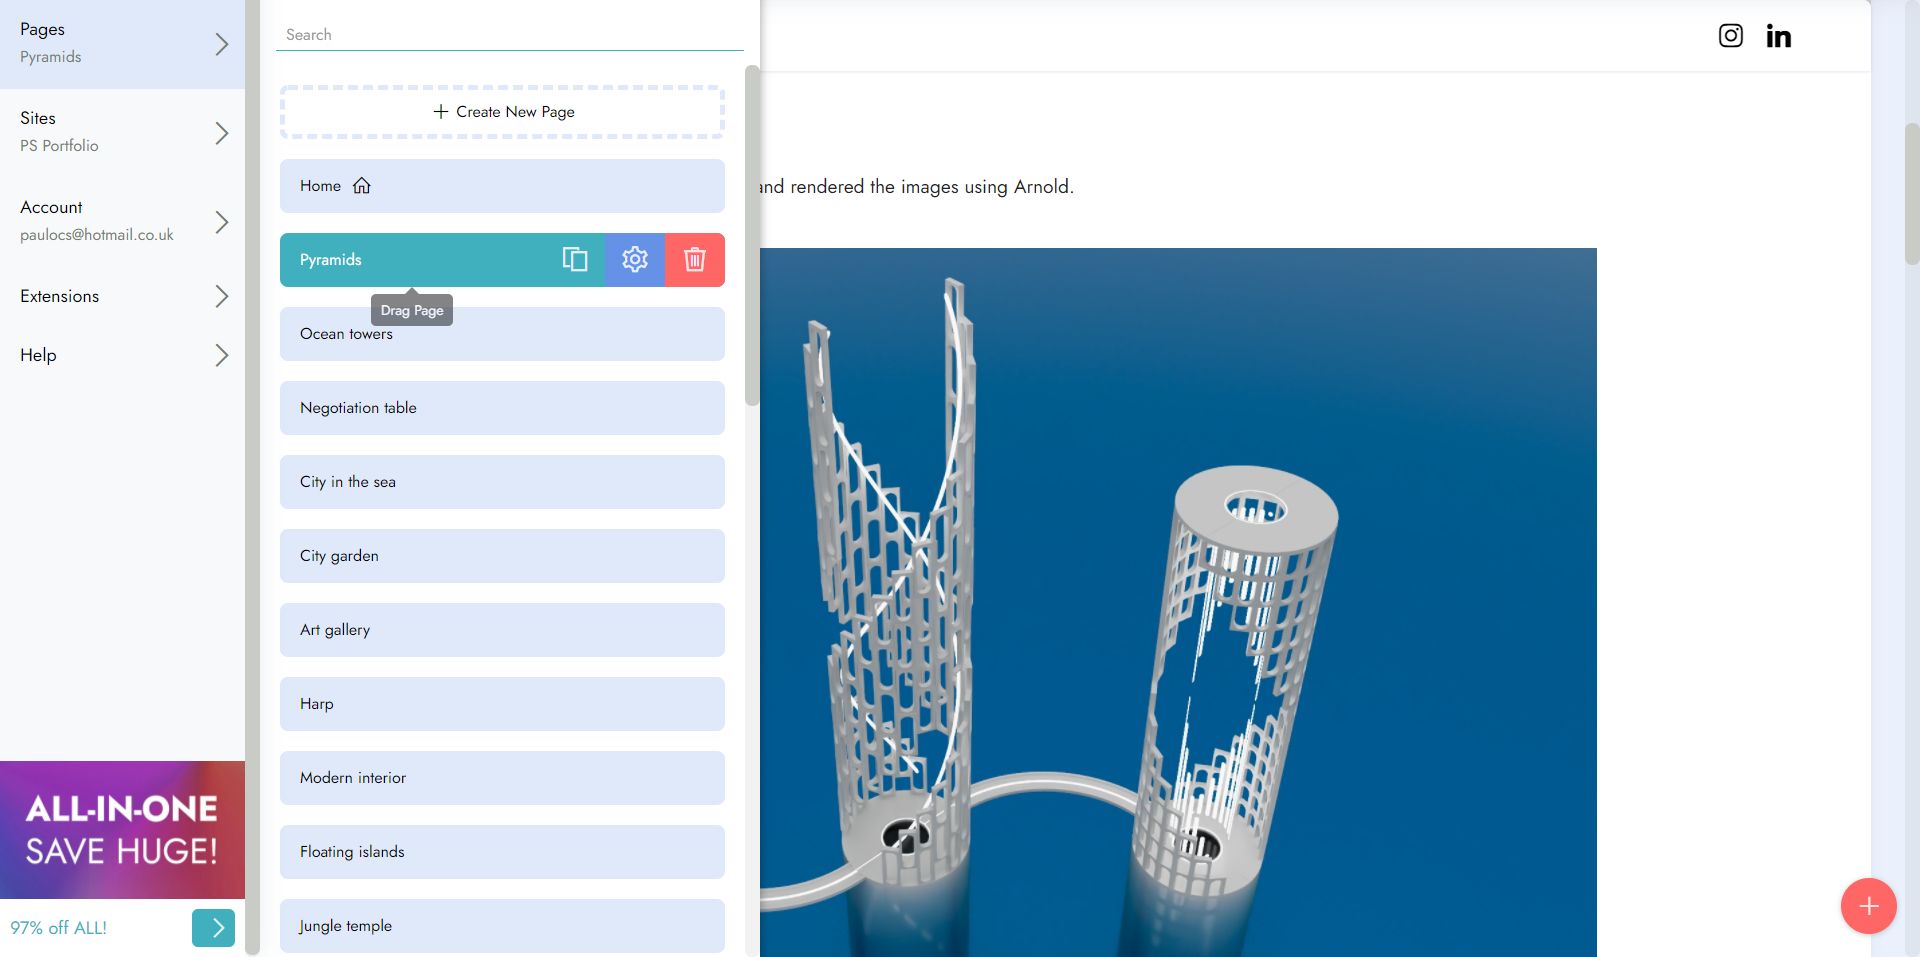 Pages
Pyramids
Sites
PS Portfolio
Account
paulocs@hotmail.co.uk
Extensions
Help
ALL-IN-ONE
SAVE HUGE!
97% off ALL!
Search
Create New Page
Home
Pyramids
Drag Page
Ocean towers
Negotiation table
City in the sea
City garden
Art gallery
Harp
Modern interior
Floating islands
Jungle temple
and rendered the images using Arnold.
in